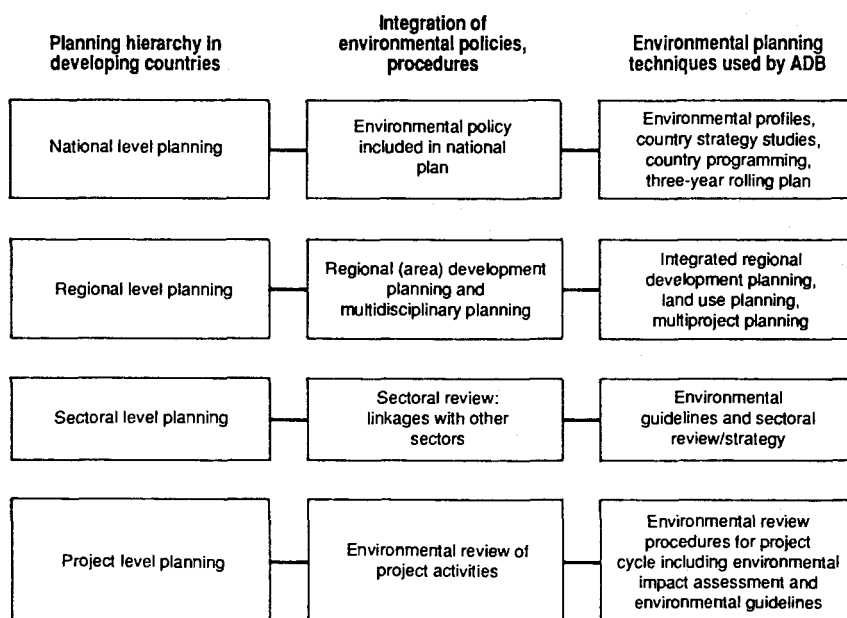 Planning hierarchy in
developing countries
Integration of
environmental policies,
procedures
Environmental planning
techniques used by ADB
National level planning
Environmental policy
included in national
plan
Environmental profiles,
country strategy studies,
country programming,
three-year rolling plan
Regional level planning
Regional (area) development
planning and
multidisciplinary planning
Integrated regional
development planning,
land use planning,
multiproject planning
Sectoral level planning
Sectoral review:
linkages with other
sectors
Environmental
guidelines and sectoral
review/strategy
Project level planning
Environmental review of
project activities
Environmental review
procedures for project
cycle including environmental
impact assessment and
environmental guidelines